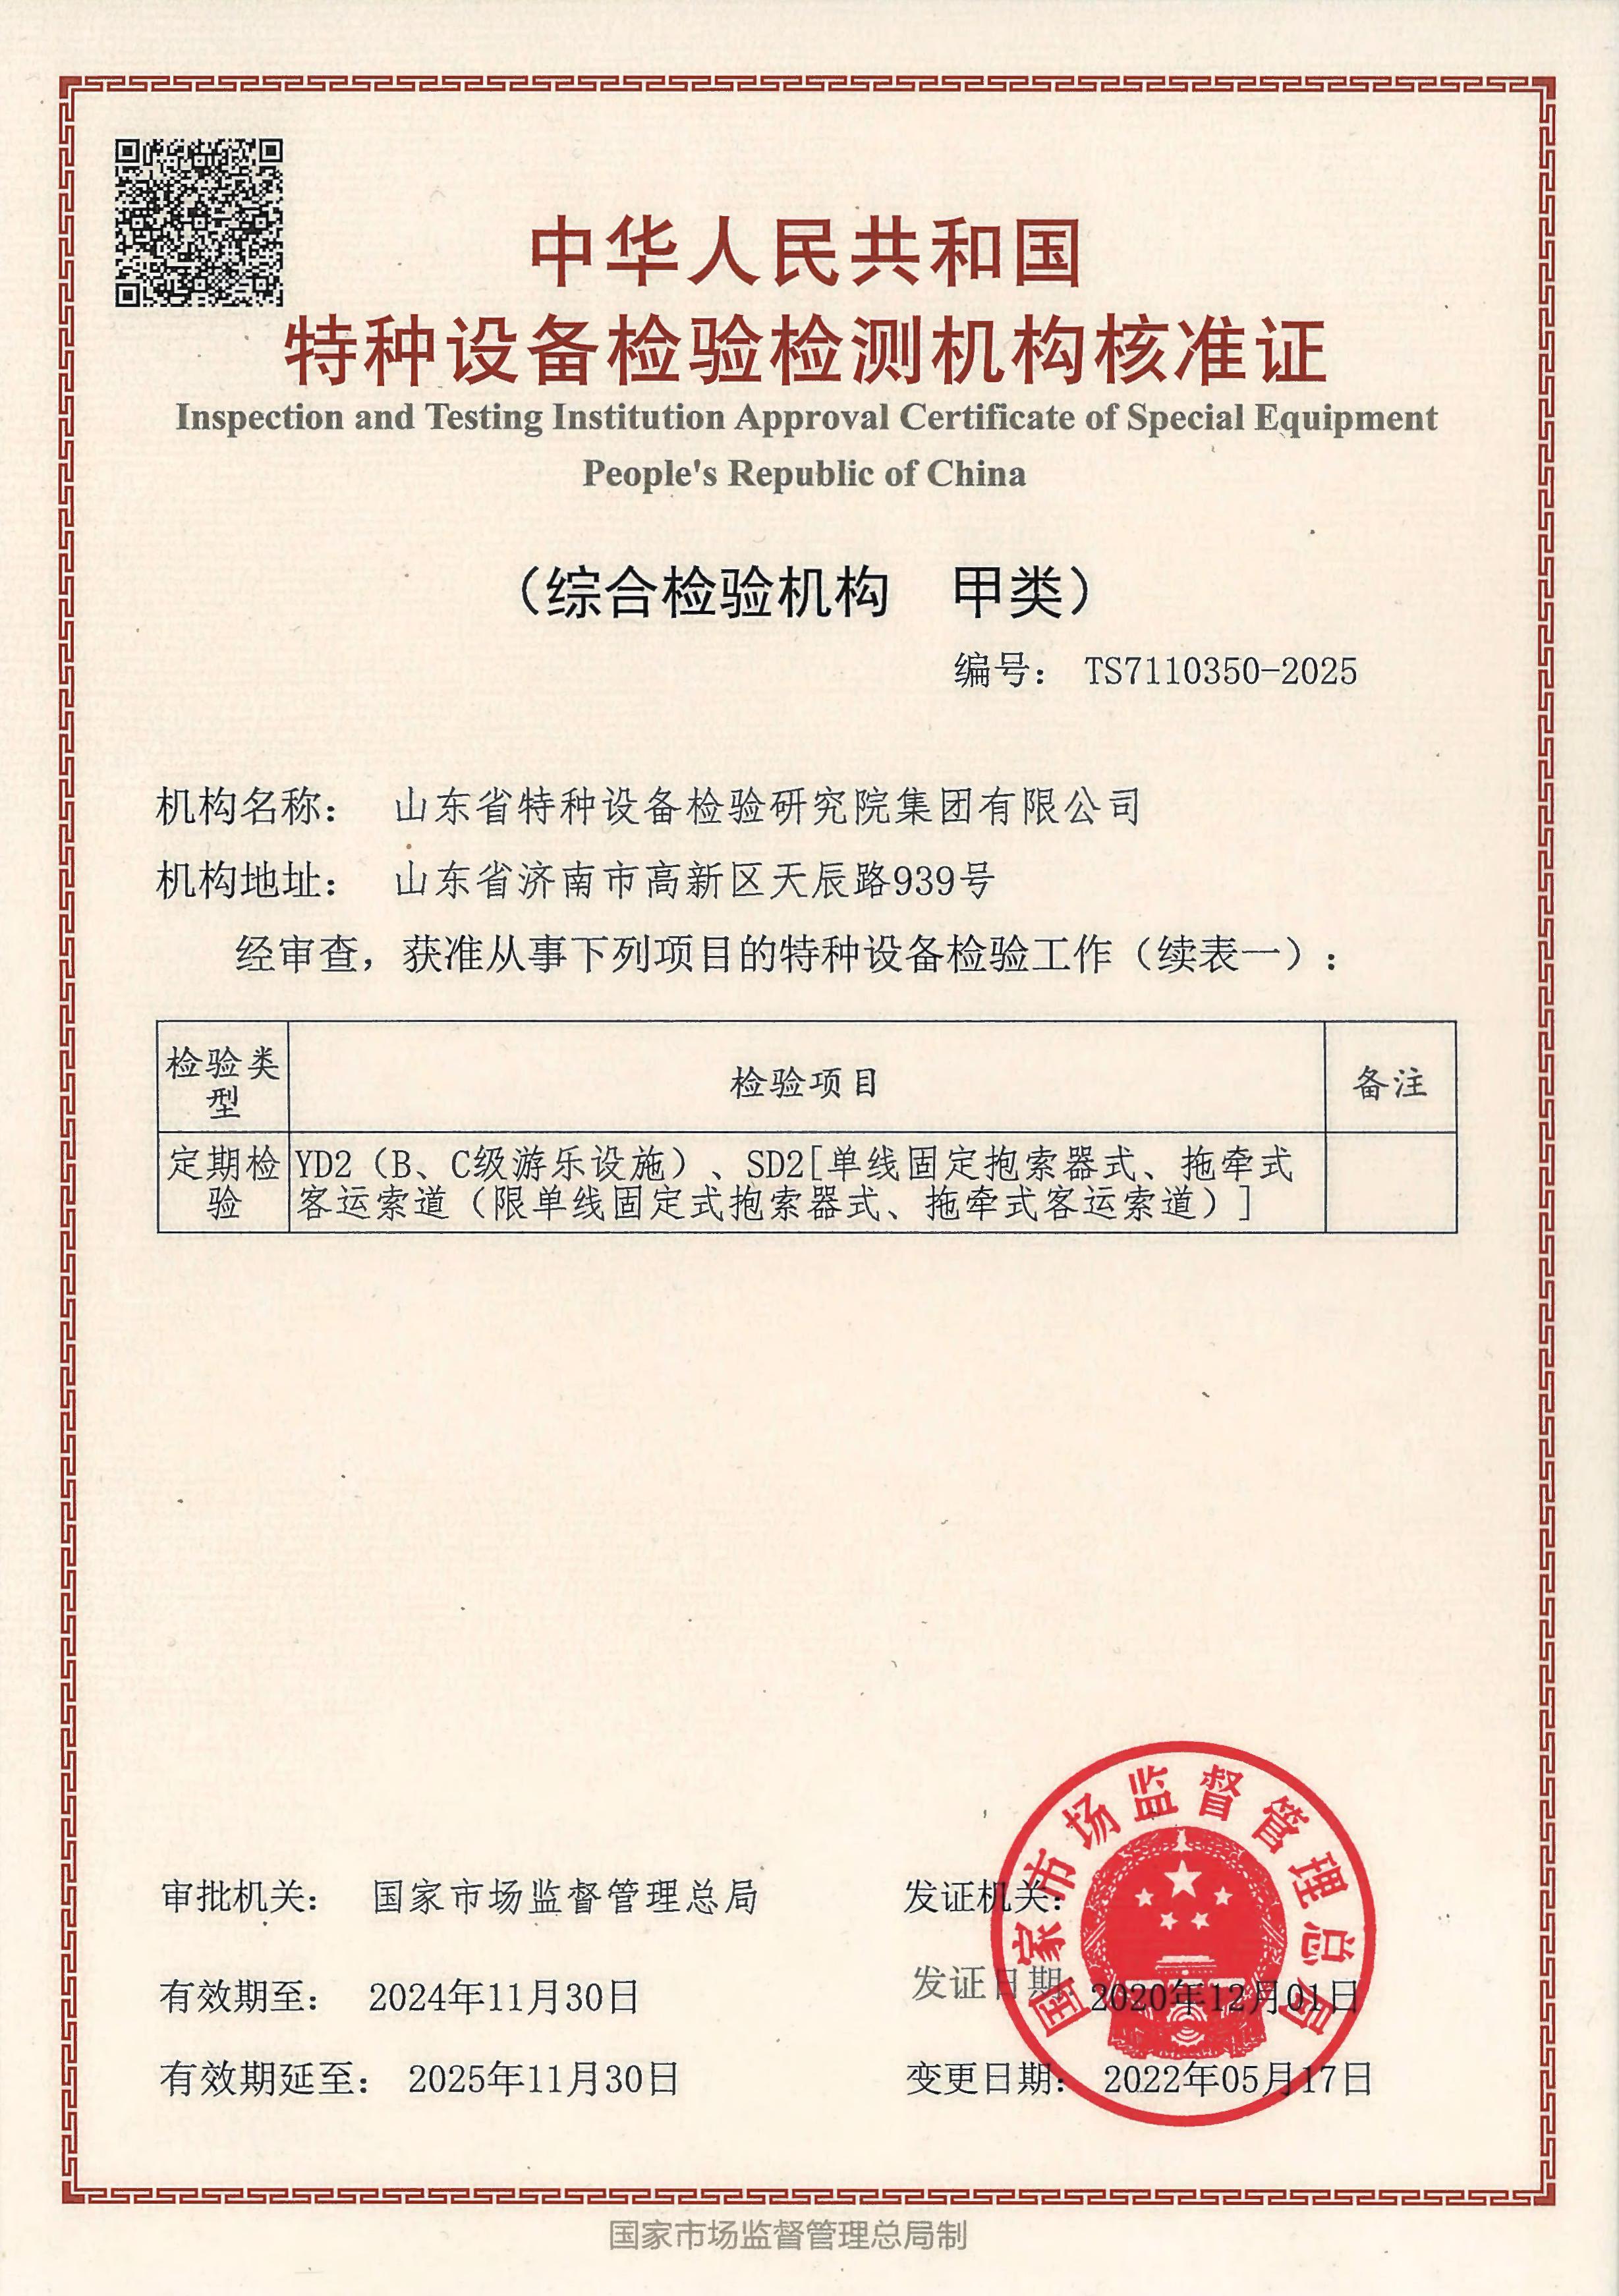 中华人民共和国
特种设备检验检测机构核准证
Inspection and Testing Institution Approval Certificate of Special Equipment
People's Republic of China
（综合检验机构　甲类）
编号： TS7110350-2025
机构名称： 山东省特种设备检验研究院集团有限公司
机构地址： 山东省济南市高新区天辰路939号
经审查，获准从事下列项目的特种设备检验工作（续表一）：
检验类
型
检验项目
备注
定期检
验
YD2（B、C级游乐设施）、SD2[单线固定抱索器式、拖牵式
客运索道（限单线固定式抱索器式、拖牵式客运索道）]
审批机关： 国家市场监督管理总局
发证机关：
国家市场监督管理总局
有效期至： 2024年11月30日
发证日期： 2020年12月01日
有效期延至： 2025年11月30日
变更日期： 2022年05月17日
国家市场监督管理总局制